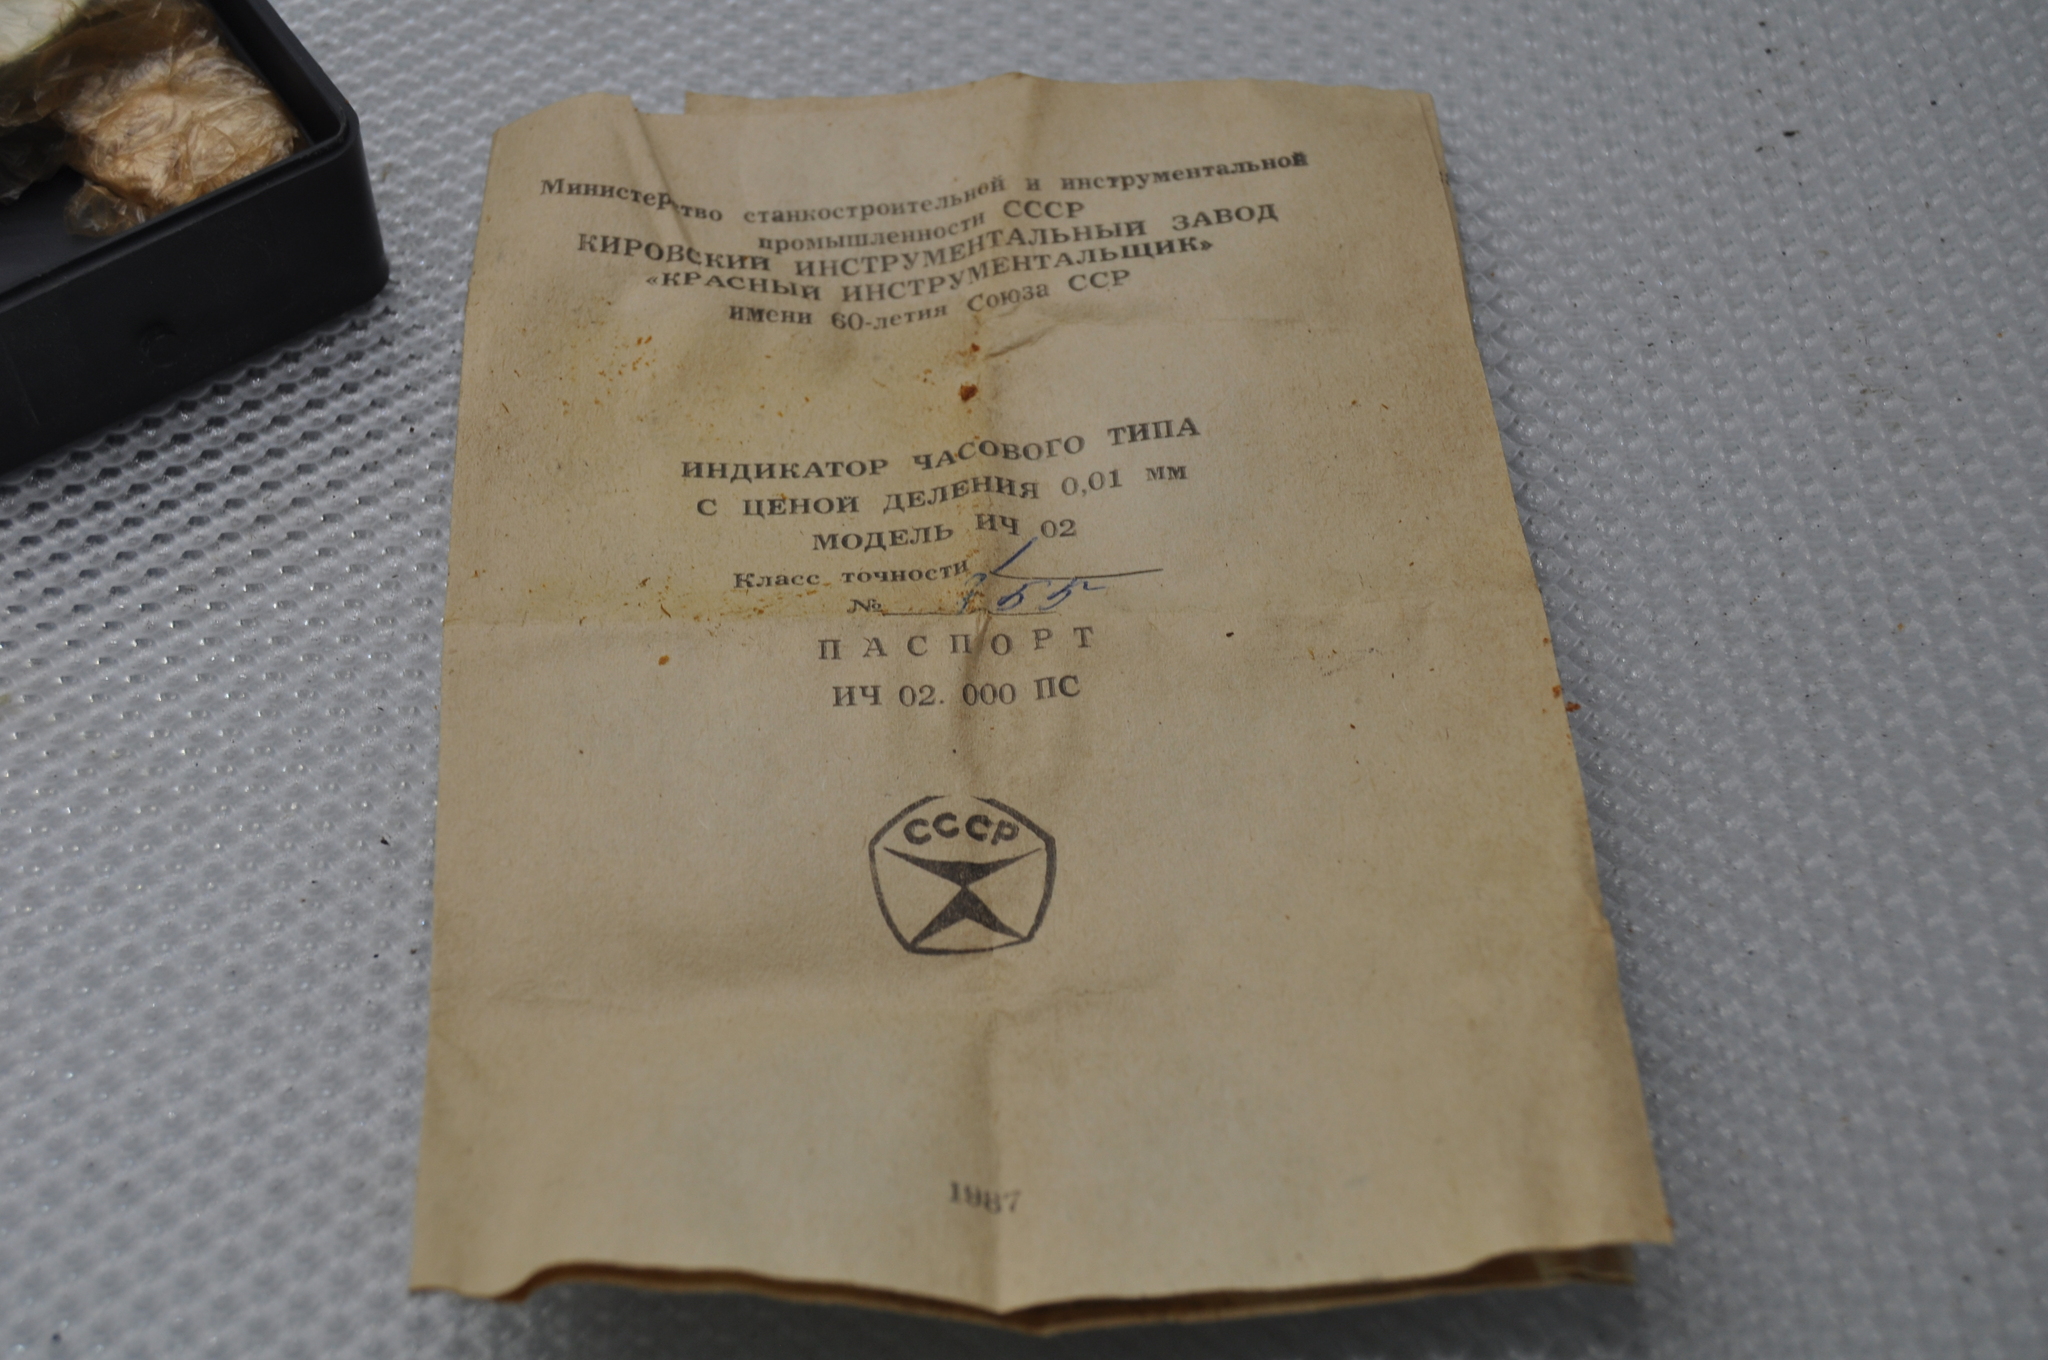 Министерство станкостроительной и инструментальной
промышленности СССР
КИРОВСКИЙ ИНСТРУМЕНТАЛЬНЫЙ ЗАВОД
«КРАСНЫЙ ИНСТРУМЕНТАЛЬЩИК»
имени 60-летия Союза ССР
ИНДИКАТОР ЧАСОВОГО ТИПА
С ЦЕНОЙ ДЕЛЕНИЯ 0,01 мм
МОДЕЛЬ ИЧ 02
Класс точности 1
№
ПАСПОРТ
ИЧ 02. 000 ПС
СССР
1987